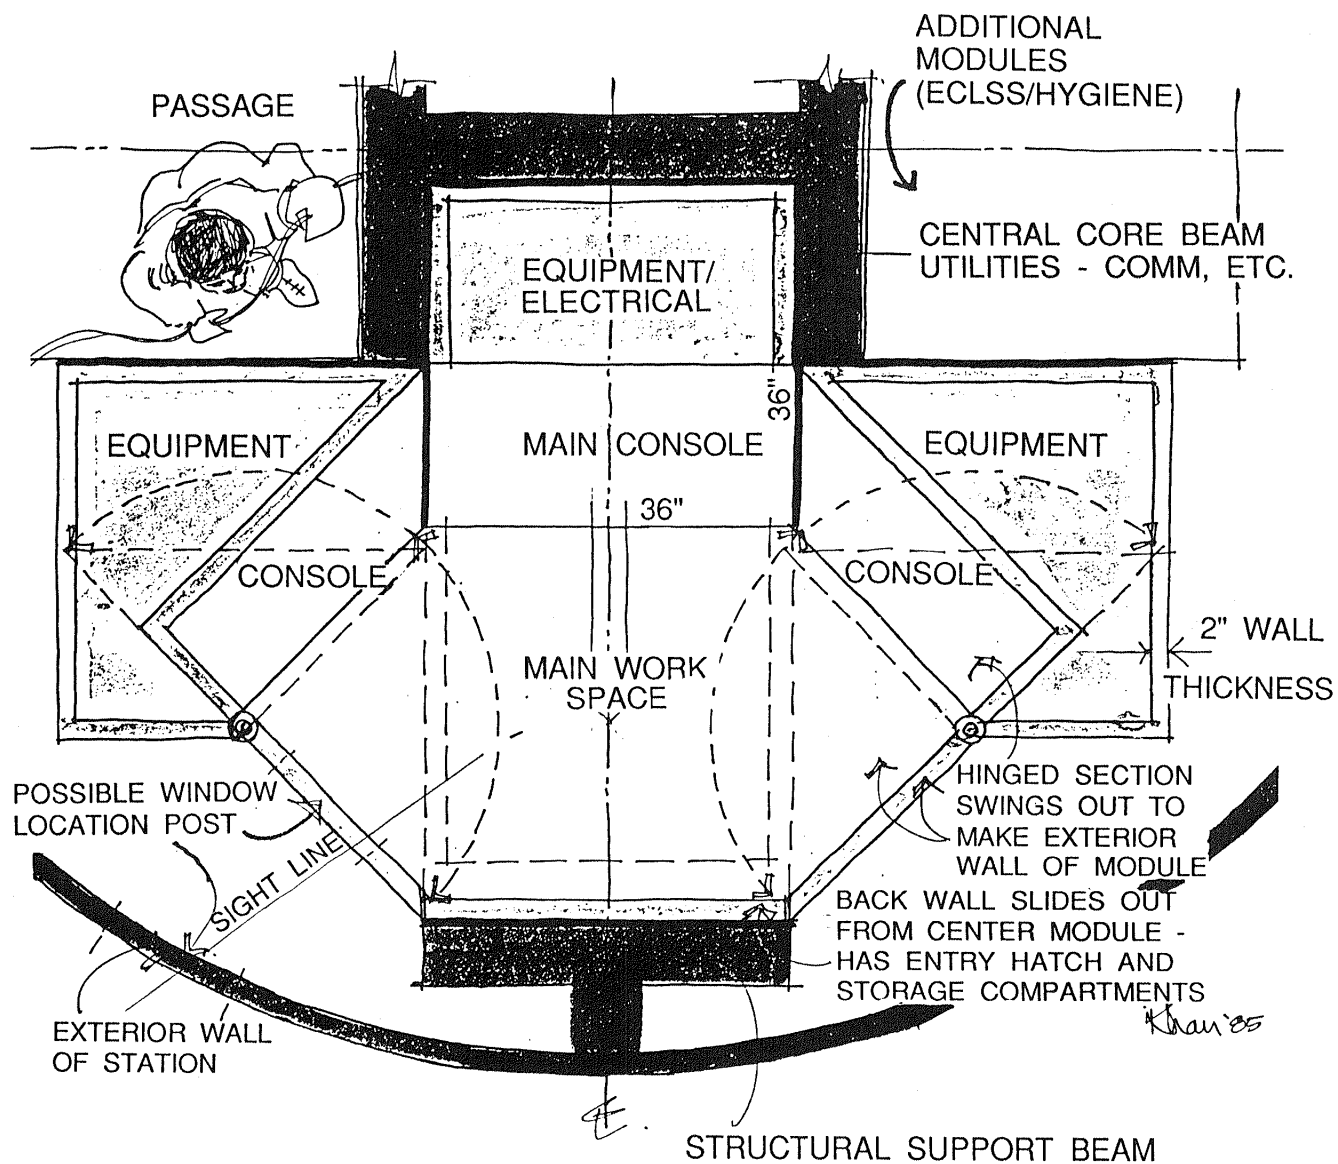 ADDITIONAL
MODULES
(ECLSS/HYGIENE)
PASSAGE
CENTRAL CORE BEAM
UTILITIES - COMM, ETC.
EQUIPMENT/
ELECTRICAL
36"
EQUIPMENT
MAIN CONSOLE
EQUIPMENT
36"
CONSOLE
CONSOLE
2" WALL
THICKNESS
MAIN WORK
SPACE
POSSIBLE WINDOW
LOCATION POST
SIGHT LINE
HINGED SECTION
SWINGS OUT TO
MAKE EXTERIOR
WALL OF MODULE
BACK WALL SLIDES OUT
FROM CENTER MODULE -
HAS ENTRY HATCH AND
STORAGE COMPARTMENTS
'85
EXTERIOR WALL
OF STATION
STRUCTURAL SUPPORT BEAM